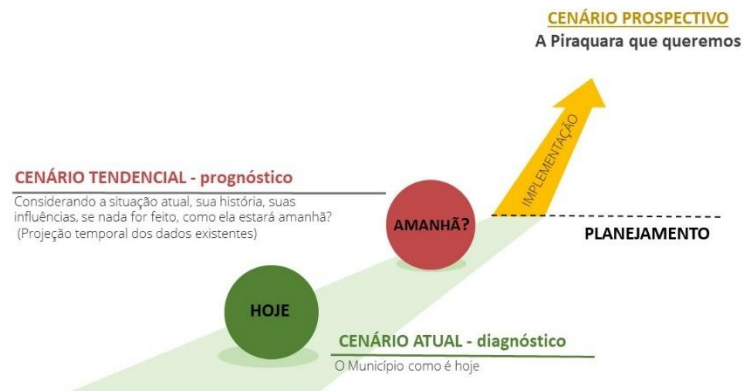 CENÁRIO PROSPECTIVO
A Piraquara que queremos
IMPLEMENTAÇÃO
CENÁRIO TENDENCIAL - prognóstico
Considerando a situação atual, sua história, suas
influências, se nada for feito, como ela estará amanhã?
(Projeção temporal dos dados existentes)
AMANHÃ?
PLANEJAMENTO
HOJE
CENÁRIO ATUAL - diagnóstico
O Município como é hoje